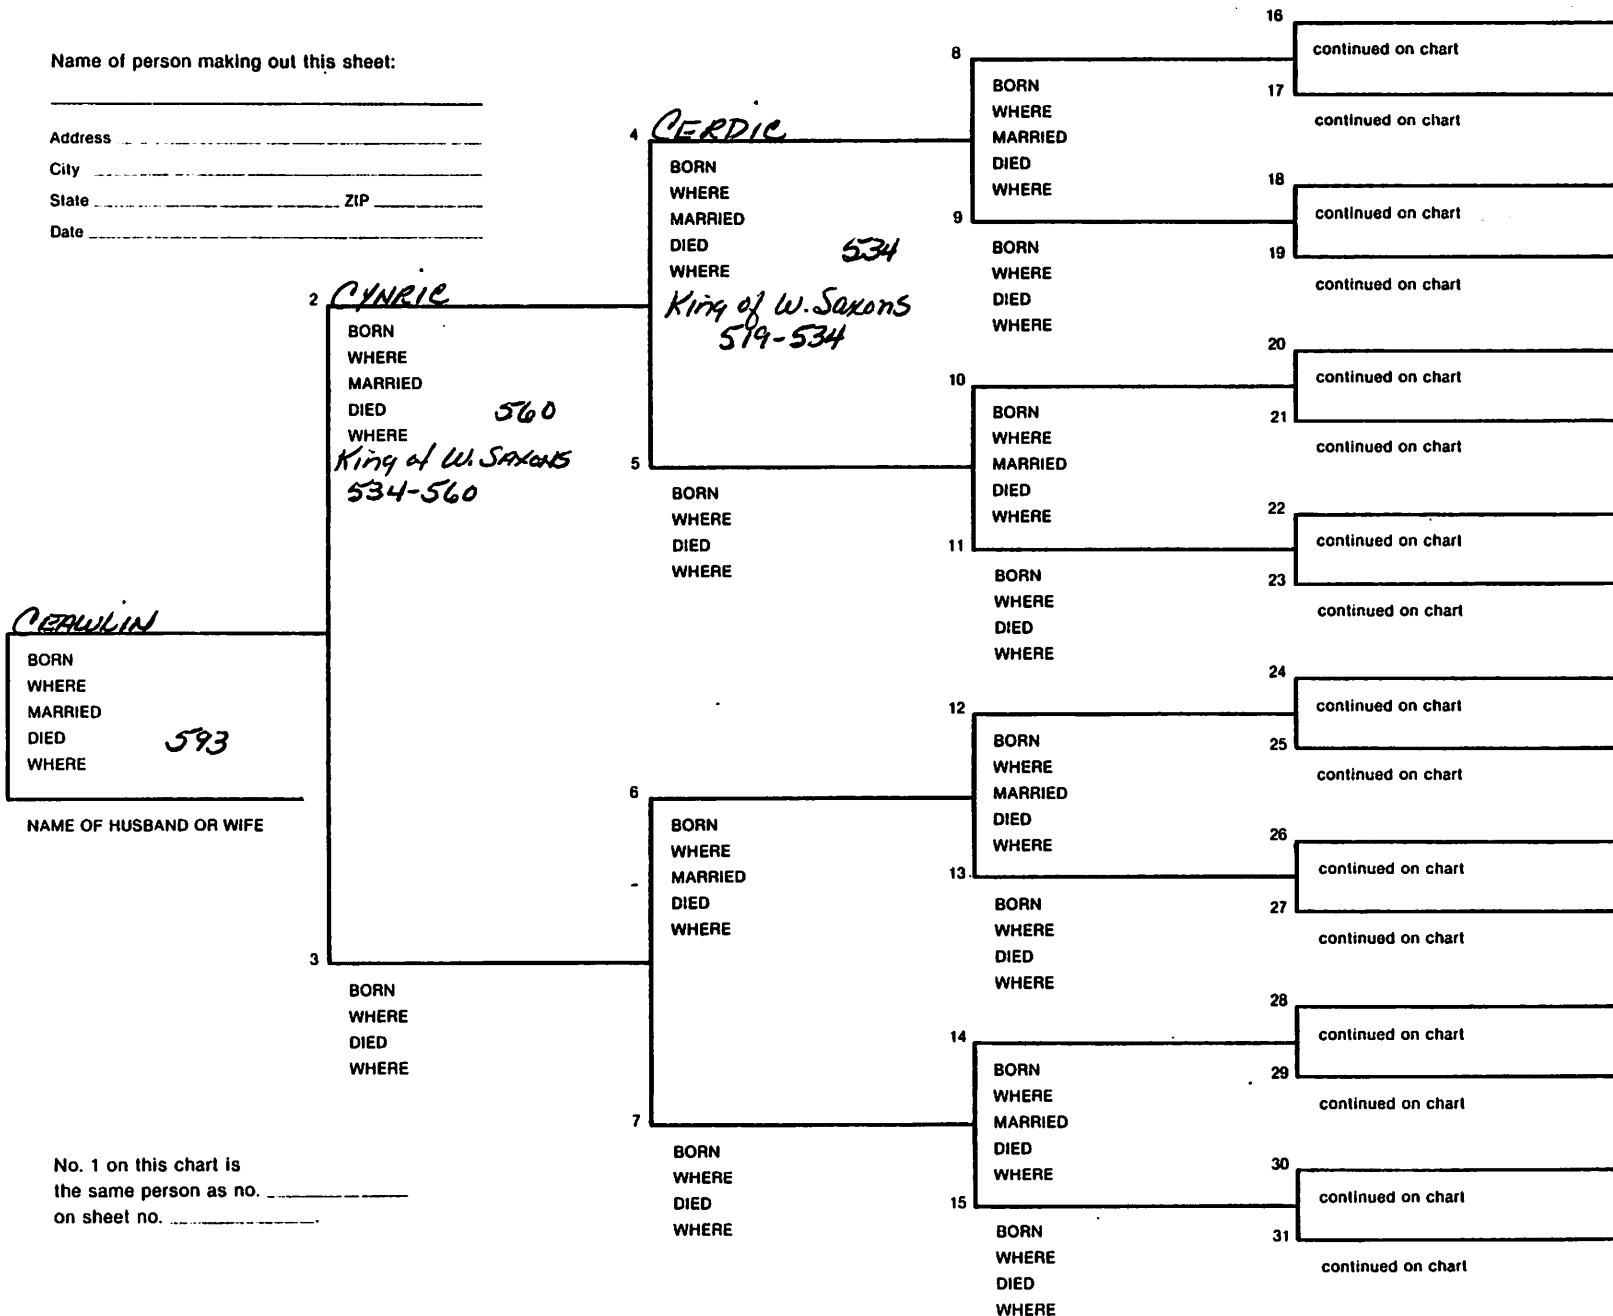 Name of person making out this sheet:
Address
City
State ZIP
Date
CEAWLIN
BORN
WHERE
MARRIED
DIED 593
WHERE
NAME OF HUSBAND OR WIFE
No. 1 on this chart is
the same person as no.
on sheet no.
2 CYNRIC
BORN
WHERE
MARRIED
DIED 560
WHERE
King of W. SAXONS
534-560
3
BORN
WHERE
DIED
WHERE
4 CERDIC
BORN
WHERE
MARRIED
DIED 534
WHERE
King of W. Saxons
519-534
5
BORN
WHERE
DIED
WHERE
6
BORN
WHERE
MARRIED
DIED
WHERE
7
BORN
WHERE
DIED
WHERE
8
BORN
WHERE
MARRIED
DIED
WHERE
9
BORN
WHERE
DIED
WHERE
10
BORN
WHERE
MARRIED
DIED
WHERE
11
BORN
WHERE
DIED
WHERE
12
BORN
WHERE
MARRIED
DIED
WHERE
13
BORN
WHERE
DIED
WHERE
14
BORN
WHERE
MARRIED
DIED
WHERE
15
BORN
WHERE
DIED
WHERE
16
continued on chart
17
continued on chart
18
continued on chart
19
continued on chart
20
continued on chart
21
continued on chart
22
continued on chart
23
continued on chart
24
continued on chart
25
continued on chart
26
continued on chart
27
continued on chart
28
continued on chart
29
continued on chart
30
continued on chart
31
continued on chart